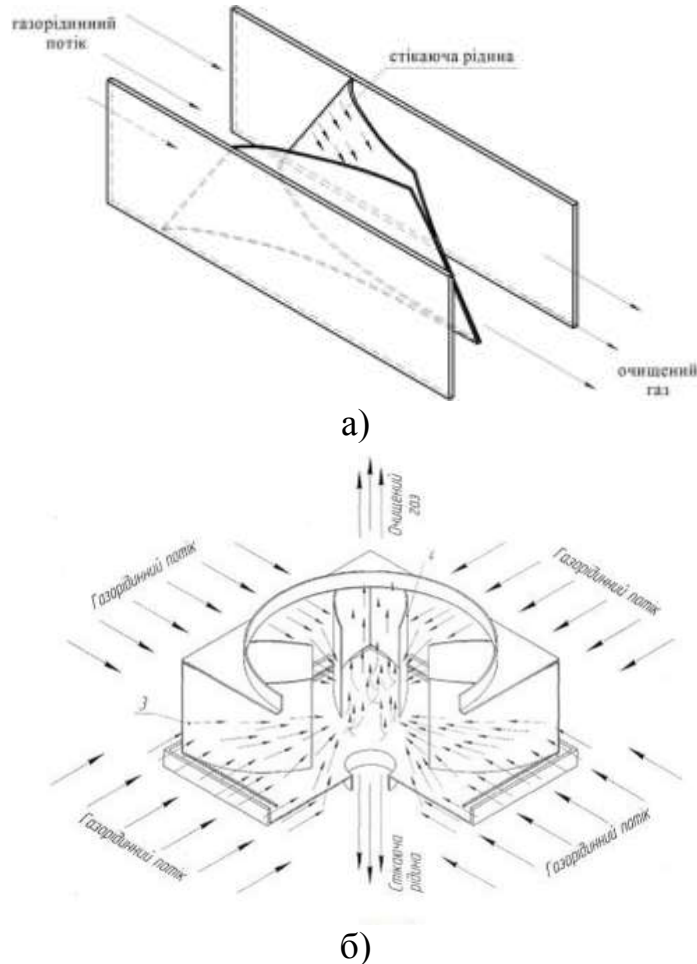 газорідинний
потік
стікаюча рідина
очищений
газ
а)
Очищений
газ
4
Газорідинний потік
Газорідинний потік
3
Газорідинний потік
Газорідинний потік
Стікаюча
рідина
б)